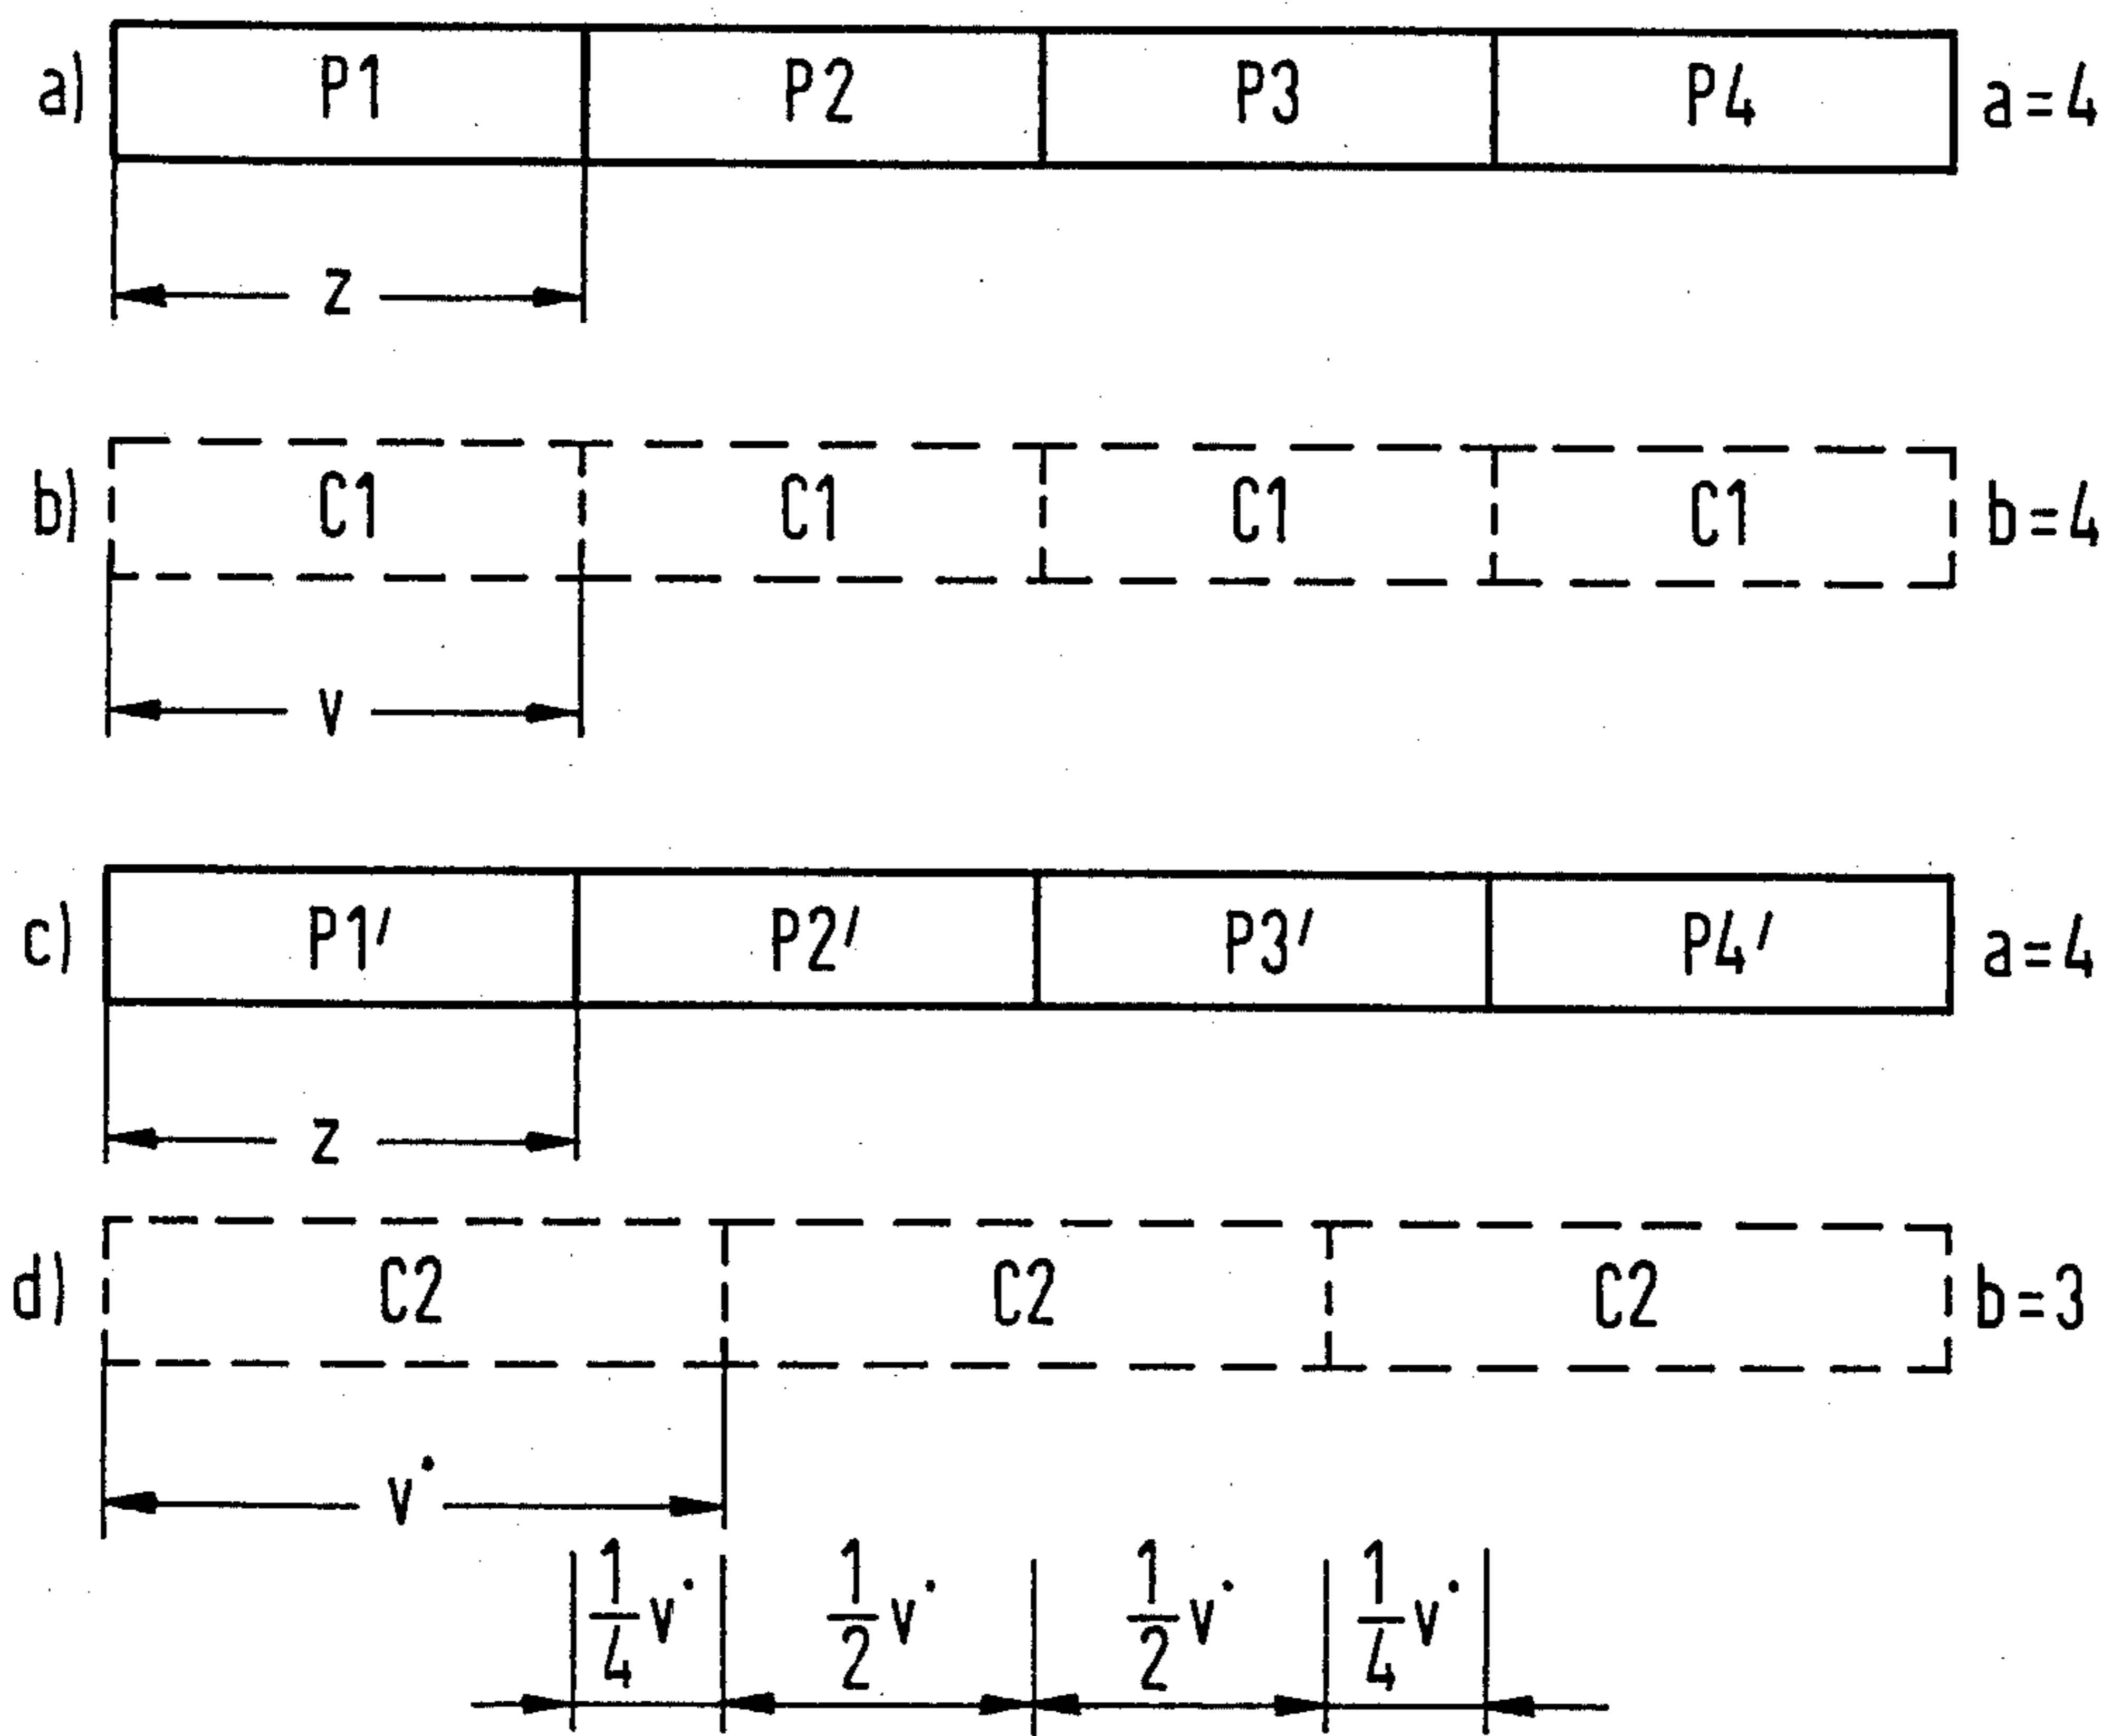 a) P1 P2 P3 P4 a=4
z
b) C1 C1 C1 C1 b=4
v
c) P1' P2' P3' P4' a=4
z
d) C2 C2 C2 b=3
v˙
1/4 v˙ 1/2 v˙ 1/2 v˙ 1/4 v˙